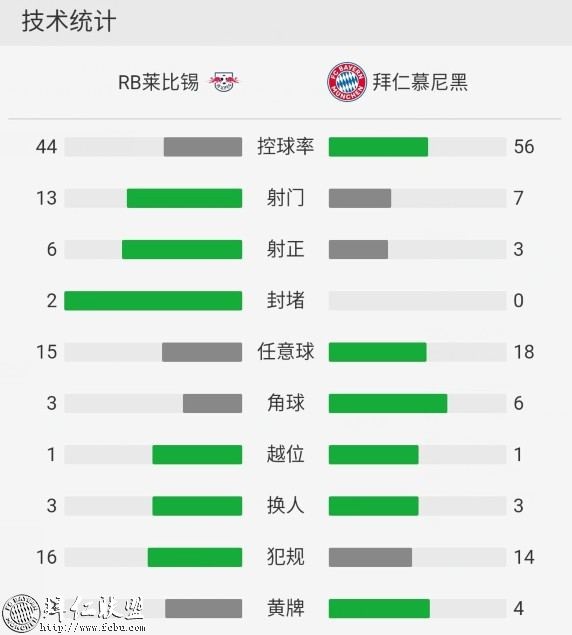 技术统计
RB莱比锡 拜仁慕尼黑
44 控球率 56
13 射门 7
6 射正 3
2 封堵 0
15 任意球 18
3 角球 6
1 越位 1
3 换人 3
16 犯规 14
黄牌 4
拜仁联盟
http://www.fcbu.com